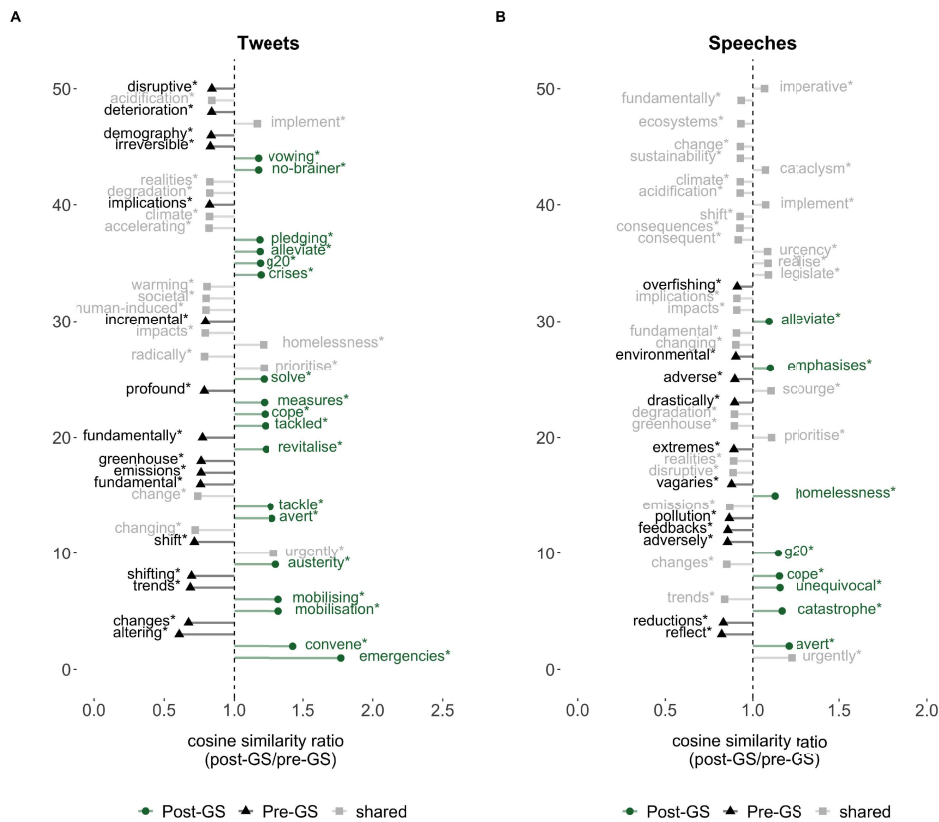 A
Tweets
50
disruptive*
acidification*
deterioration*
implement*
demography*
irreversible*
vowing*
no-brainer*
realities*
degradation*
40
implications*
climate*
accelerating*
pledging*
alleviate*
g20*
crises*
warming*
societal*
human-induced*
30
incremental*
impacts*
homelessness*
radically*
prioritise*
solve*
profound*
measures*
cope*
tackled*
20
fundamentally*
revitalise*
greenhouse*
emissions*
fundamental*
change*
tackle*
avert*
changing*
shift*
10
urgently*
austerity*
shifting*
trends*
mobilising*
mobilisation*
changes*
altering*
convene*
emergencies*
0
0.0 0.5 1.0 1.5 2.0 2.5
cosine similarity ratio
(post-GS/pre-GS)
Post-GS Pre-GS shared
B
Speeches
50
imperative*
fundamentally*
ecosystems*
change*
sustainability*
cataclysm*
climate*
acidification*
40
implement*
shift*
consequences*
consequent*
urgency*
realise*
legislate*
overfishing*
implications*
impacts*
30
alleviate*
fundamental*
changing*
environmental*
emphasises*
adverse*
scourge*
drastically*
degradation*
greenhouse*
20
prioritise*
extremes*
realities*
disruptive*
vagaries*
homelessness*
emissions*
pollution*
feedbacks*
adversely*
10
g20*
changes*
cope*
unequivocal*
trends*
catastrophe*
reductions*
reflect*
avert*
urgently*
0
0.0 0.5 1.0 1.5 2.0
cosine similarity ratio
(post-GS/pre-GS)
Post-GS Pre-GS shared